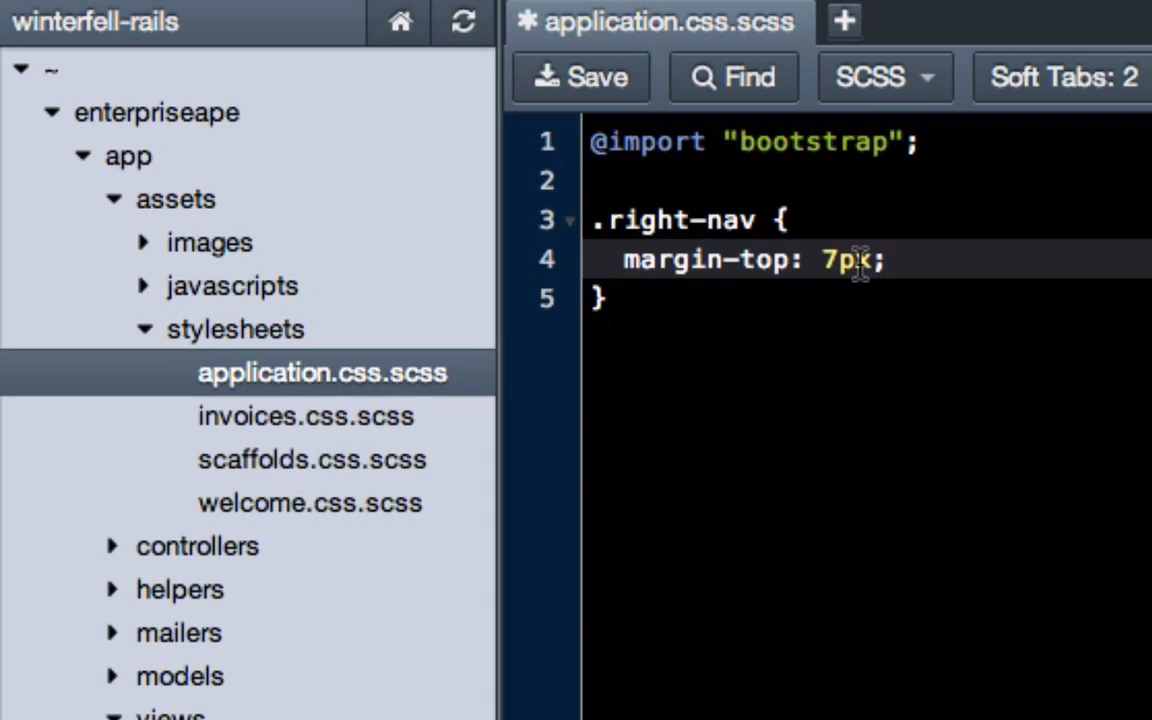 winterfell-rails
~
enterpriseape
app
assets
images
javascripts
stylesheets
application.css.scss
invoices.css.scss
scaffolds.css.scss
welcome.css.scss
controllers
helpers
mailers
models
views
* application.css.scss +
Save Find SCSS Soft Tabs: 2
1 @import "bootstrap";
2
3 .right-nav {
4 margin-top: 7px;
5 }